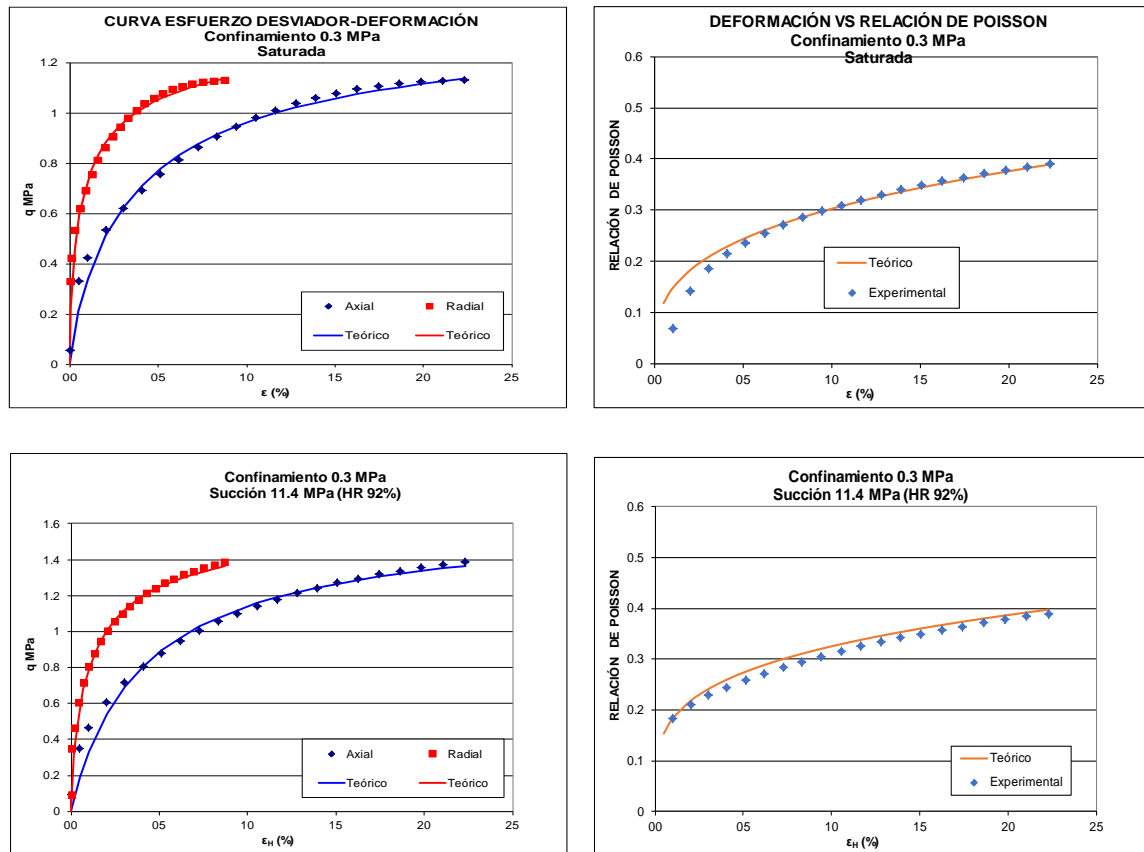 CURVA ESFUERZO DESVIADOR-DEFORMACIÓN
Confinamiento 0.3 MPa
Saturada
1.2
1
0.8
0.6
0.4
0.2
0
q MPa
Axial
Radial
Teórico
Teórico
00
05
10
15
20
25
ε (%)
DEFORMACIÓN VS RELACIÓN DE POISSON
Confinamiento 0.3 MPa
Saturada
0.6
0.5
0.4
0.3
0.2
0.1
0
RELACIÓN DE POISSON
Teórico
Experimental
00
05
10
15
20
25
ε (%)
Confinamiento 0.3 MPa
Succión 11.4 MPa (HR 92%)
1.6
1.4
1.2
1
0.8
0.6
0.4
0.2
0
q MPa
Axial
Radial
Teórico
Teórico
00
05
10
15
20
25
εH (%)
Confinamiento 0.3 MPa
Succión 11.4 MPa (HR 92%)
0.6
0.5
0.4
0.3
0.2
0.1
0
RELACIÓN DE POISSON
Teórico
Experimental
00
05
10
15
20
25
εH (%)